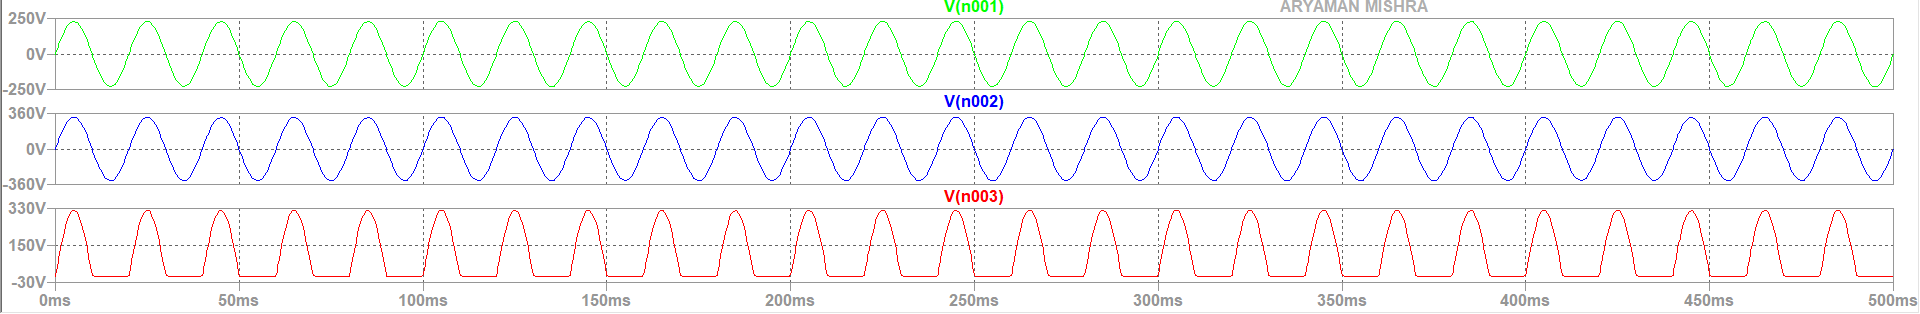 V(n001) ARYAMAN MISHRA
250V
0V
-250V
V(n002)
360V
0V
-360V
V(n003)
330V
150V
-30V
0ms 50ms 100ms 150ms 200ms 250ms 300ms 350ms 400ms 450ms 500ms